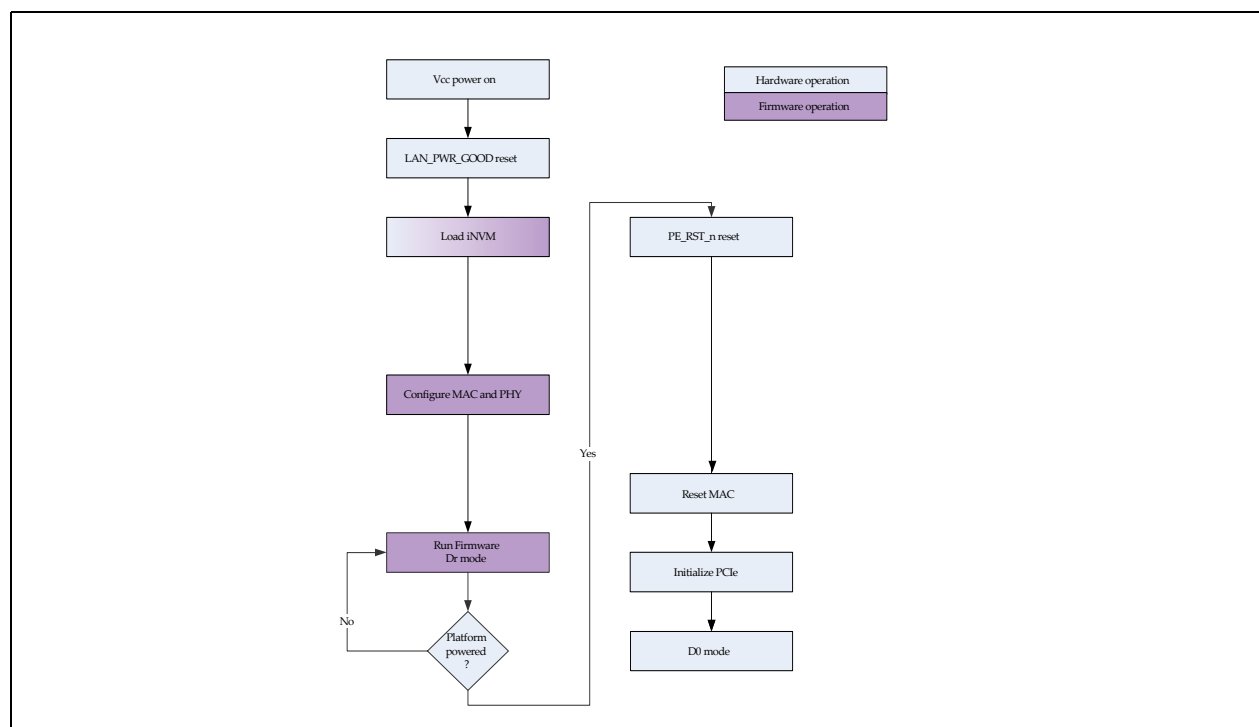 Vcc power on
LAN_PWR_GOOD reset
Load iNVM
Configure MAC and PHY
Run Firmware
Dr mode
Platform
powered
?
No
Yes
Hardware operation
Firmware operation
PE_RST_n reset
Reset MAC
Initialize PCIe
D0 mode